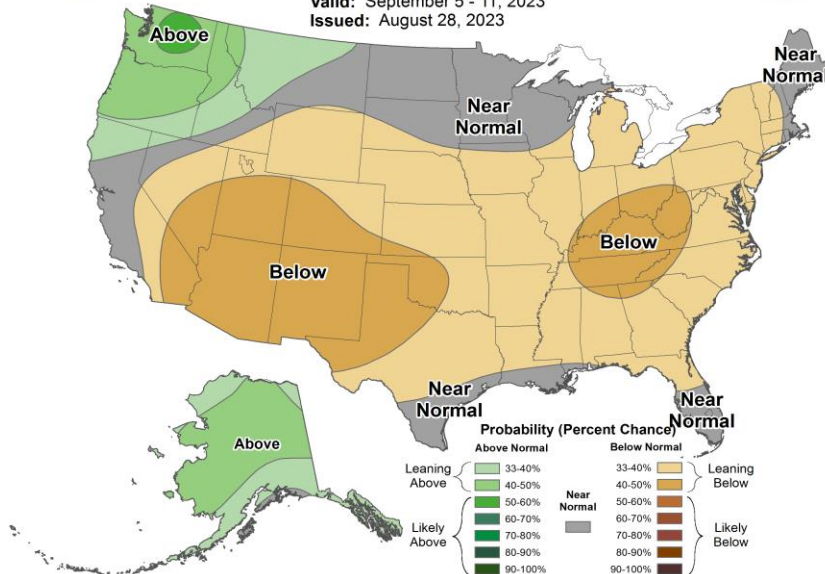 Valid: September 5 - 11, 2023
Issued: August 28, 2023
Above
Near
Normal
Near
Normal
Below
Below
Near
Normal
Near
Normal
Above
Probability (Percent Chance)
Above Normal
Below Normal
Leaning
Above
33-40%
40-50%
50-60%
60-70%
70-80%
80-90%
90-100%
Likely
Above
Near
Normal
33-40%
40-50%
50-60%
60-70%
70-80%
80-90%
90-100%
Leaning
Below
Likely
Below